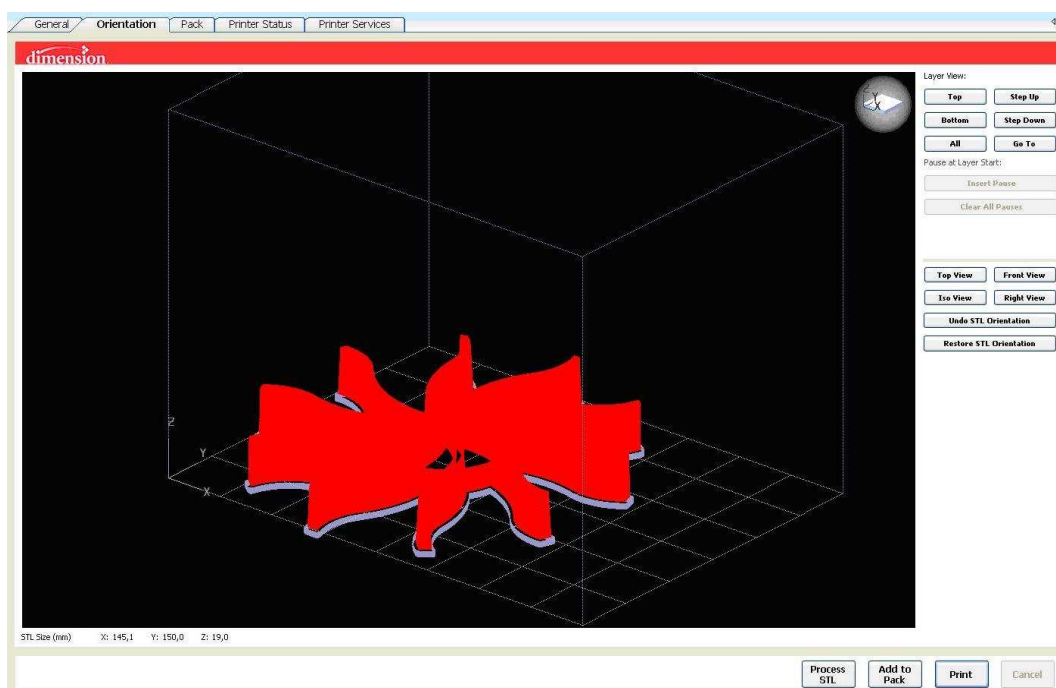 General Orientation Pack Printer Status Printer Services
dimension
Layer View:
Top Step Up
Bottom Step Down
All Go To
Pause at Layer Start:
Insert Pause
Clear All Pauses
Top View Front View
Iso View Right View
Undo STL Orientation
Restore STL Orientation
Z Y X
Z
Y
X
STL Size (mm) X: 145,1 Y: 150,0 Z: 19,0
Process STL Add to Pack Print Cancel